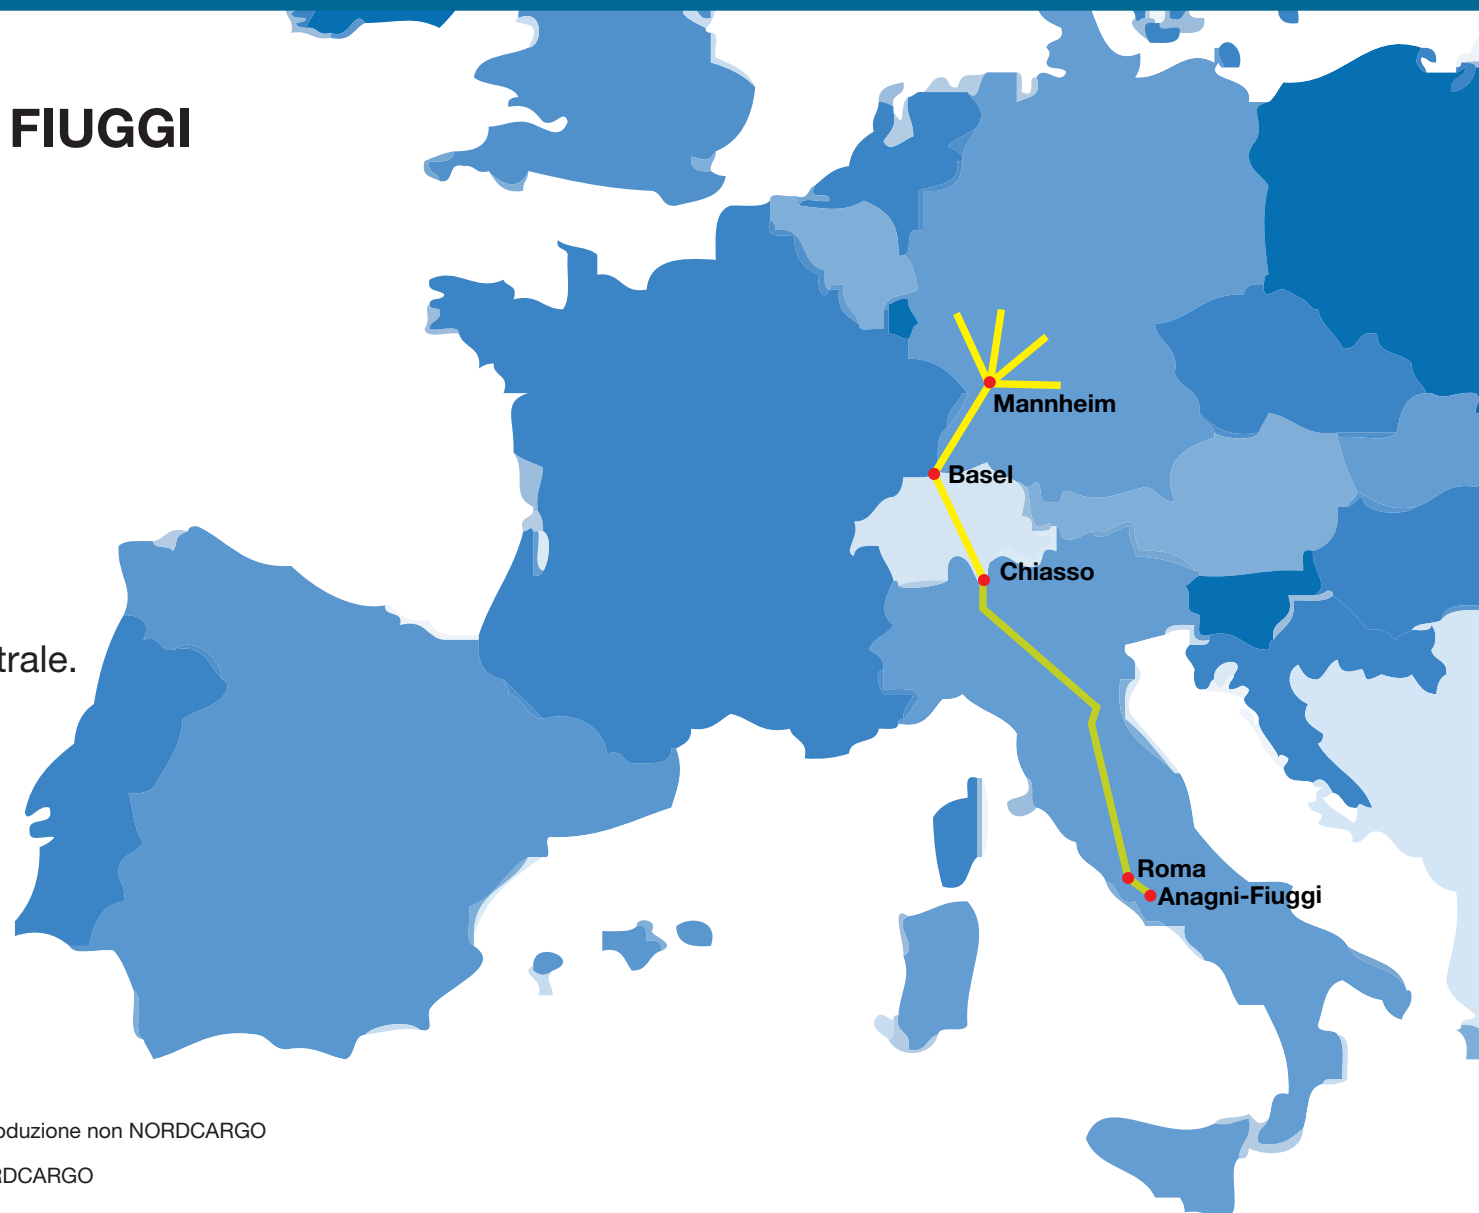 FIUGGI
Mannheim
Basel
Chiasso
trale.
Roma
Anagni-Fiuggi
oduzione non NORDCARGO
RDCARGO